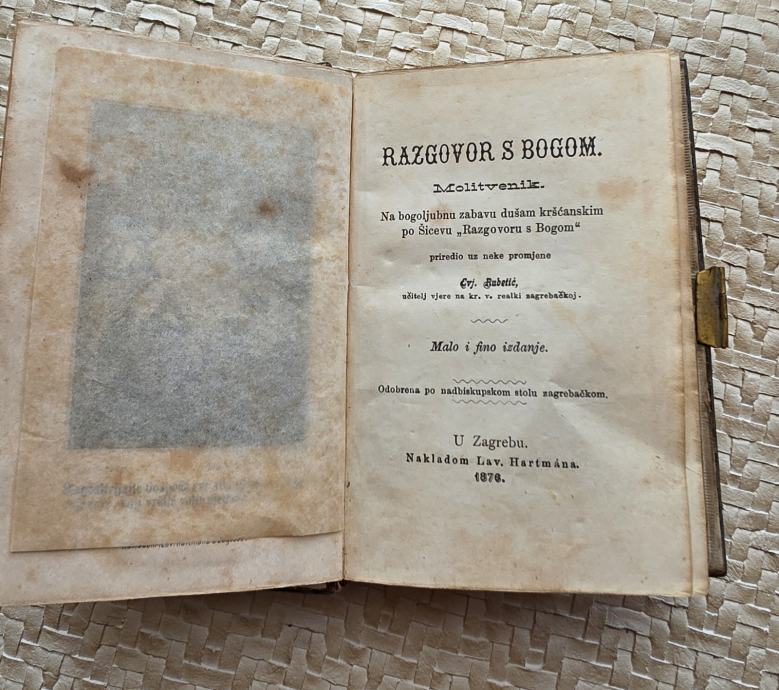 RAZGOVOR S BOGOM.
Molitvenik.
Na bogoljubnu zabavu dušam kršćanskim
po Šicevu „Razgovoru s Bogom“
priredio uz neke promjene
Cvj. Rubetić,
učitelj vjere na kr. v. realki zagrebačkoj.
Malo i fino izdanje.
Odobrena po nadbiskupskom stolu zagrebačkom.
U Zagrebu.
Nakladom Lav. Hartmána.
1876.